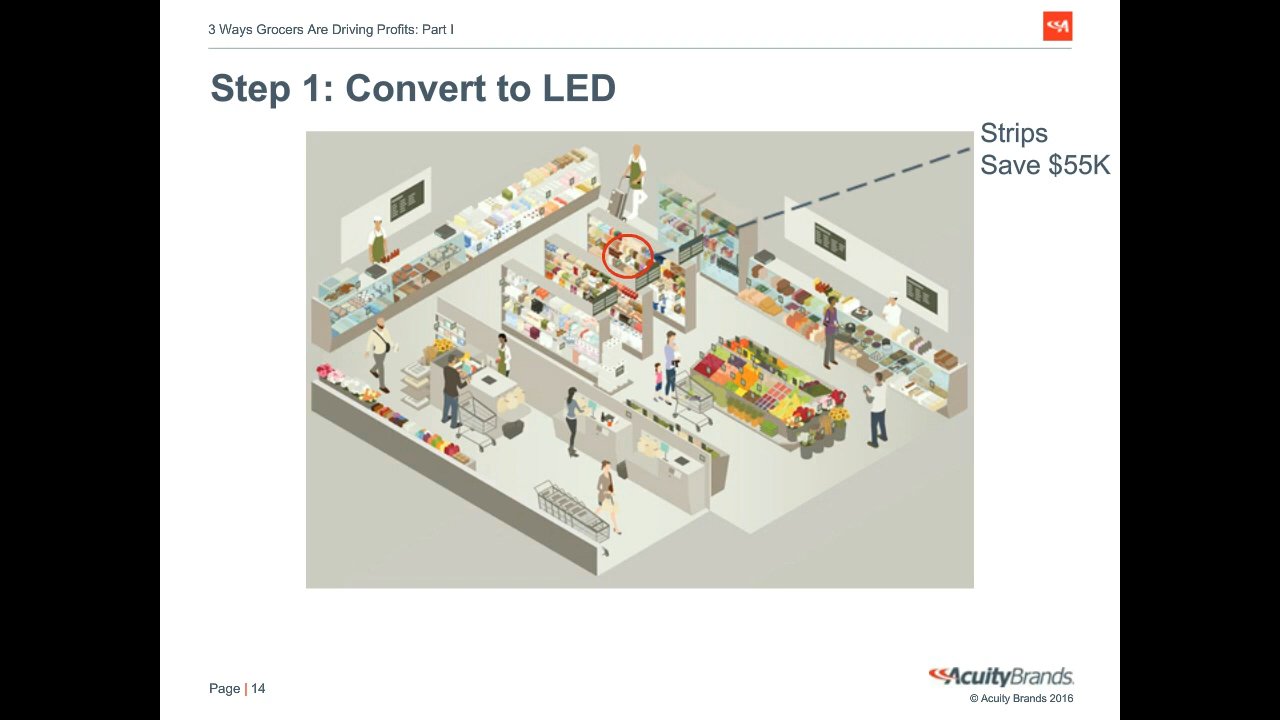 3 Ways Grocers Are Driving Profits: Part I
Step 1: Convert to LED
Strips
Save $55K
AcuityBrands.
Page | 14
© Acuity Brands 2016